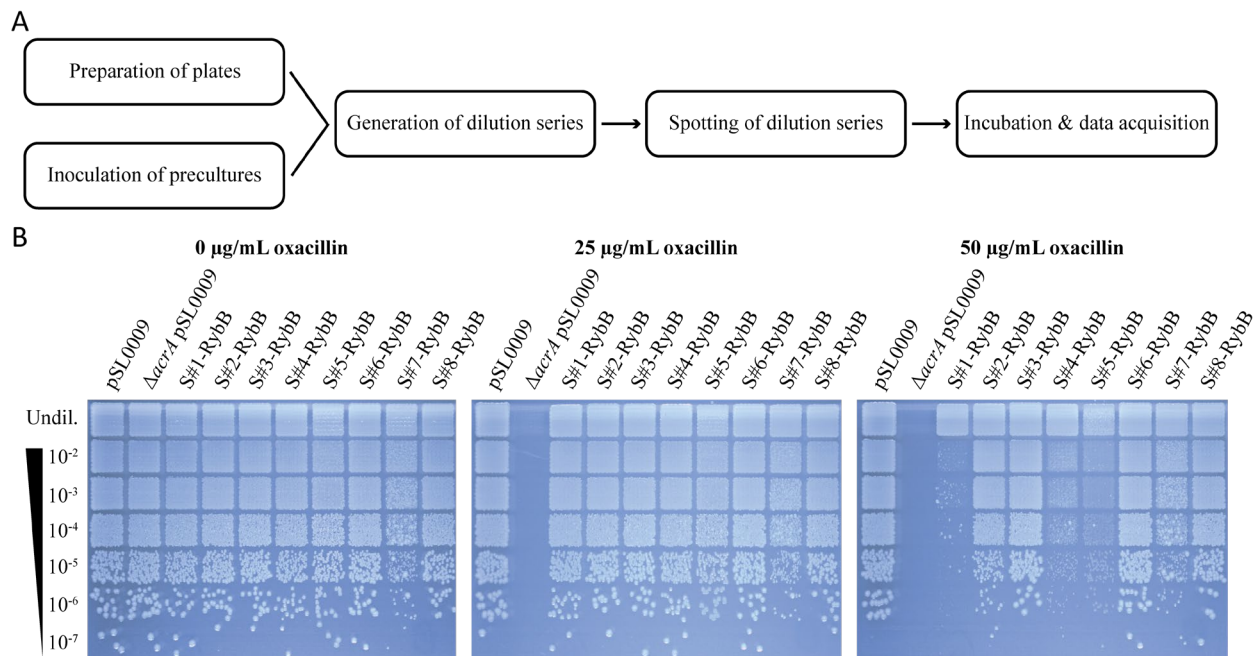 A
Preparation of plates
Inoculation of precultures
Generation of dilution series
Spotting of dilution series
Incubation & data acquisition
B
0 µg/mL oxacillin
25 µg/mL oxacillin
50 µg/mL oxacillin
pSL0009
ΔacrA pSL0009
S#1-RybB
S#2-RybB
S#3-RybB
S#4-RybB
S#5-RybB
S#6-RybB
S#7-RybB
S#8-RybB
pSL0009
ΔacrA pSL0009
S#1-RybB
S#2-RybB
S#3-RybB
S#4-RybB
S#5-RybB
S#6-RybB
S#7-RybB
S#8-RybB
pSL0009
ΔacrA pSL0009
S#1-RybB
S#2-RybB
S#3-RybB
S#4-RybB
S#5-RybB
S#6-RybB
S#7-RybB
S#8-RybB
Undil.
10⁻²
10⁻³
10⁻⁴
10⁻⁵
10⁻⁶
10⁻⁷